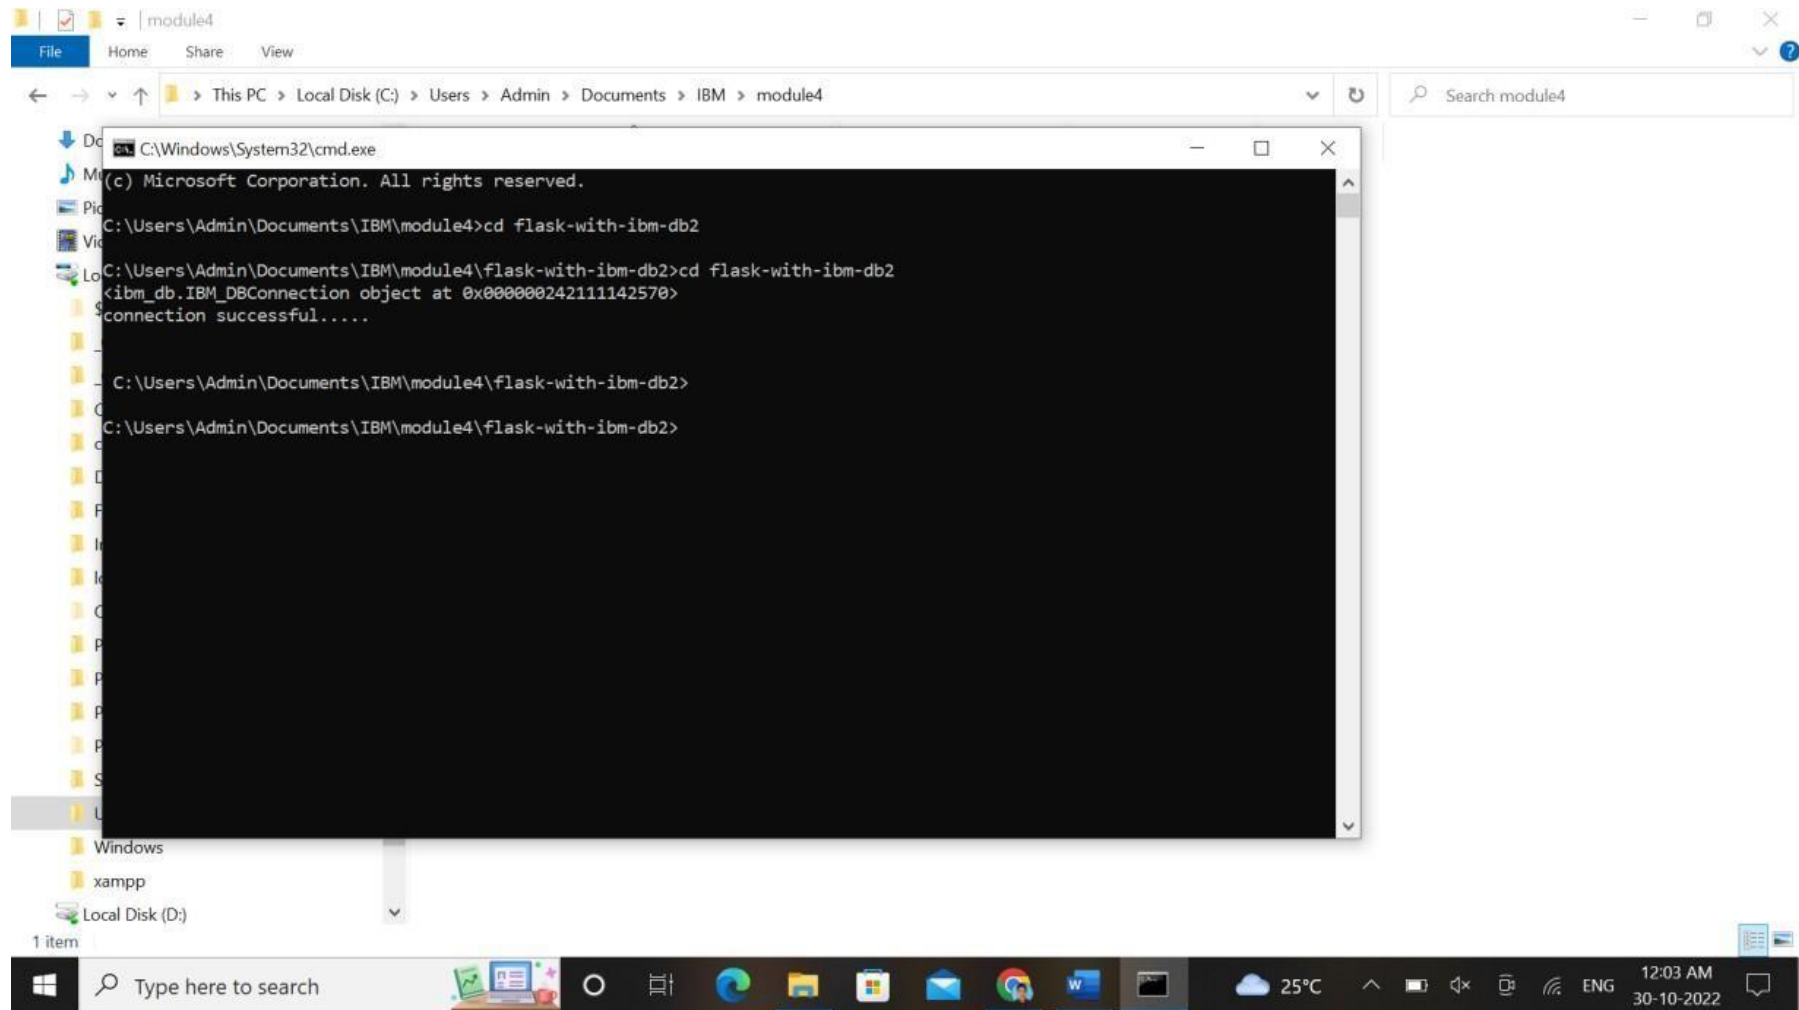 module4
File Home Share View
This PC > Local Disk (C:) > Users > Admin > Documents > IBM > module4
Search module4
C:\Windows\System32\cmd.exe
(c) Microsoft Corporation. All rights reserved.
C:\Users\Admin\Documents\IBM\module4>cd flask-with-ibm-db2
C:\Users\Admin\Documents\IBM\module4\flask-with-ibm-db2>cd flask-with-ibm-db2
<ibm_db.IBM_DBConnection object at 0x000000242111142570>
connection successful.....
C:\Users\Admin\Documents\IBM\module4\flask-with-ibm-db2>
C:\Users\Admin\Documents\IBM\module4\flask-with-ibm-db2>
Windows
xampp
Local Disk (D:)
1 item
Type here to search
25°C
ENG
12:03 AM
30-10-2022